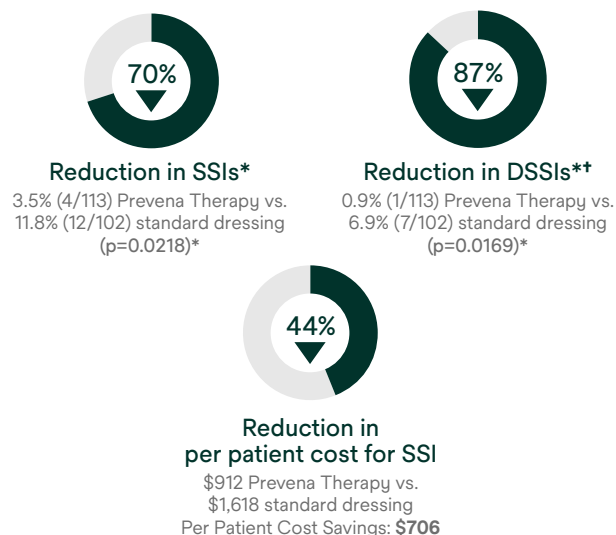 70%
Reduction in SSIs*
3.5% (4/113) Prevena Therapy vs.
11.8% (12/102) standard dressing
(p=0.0218)*
87%
Reduction in DSSIs*†
0.9% (1/113) Prevena Therapy vs.
6.9% (7/102) standard dressing
(p=0.0169)*
44%
Reduction in
per patient cost for SSI
$912 Prevena Therapy vs.
$1,618 standard dressing
Per Patient Cost Savings: $706